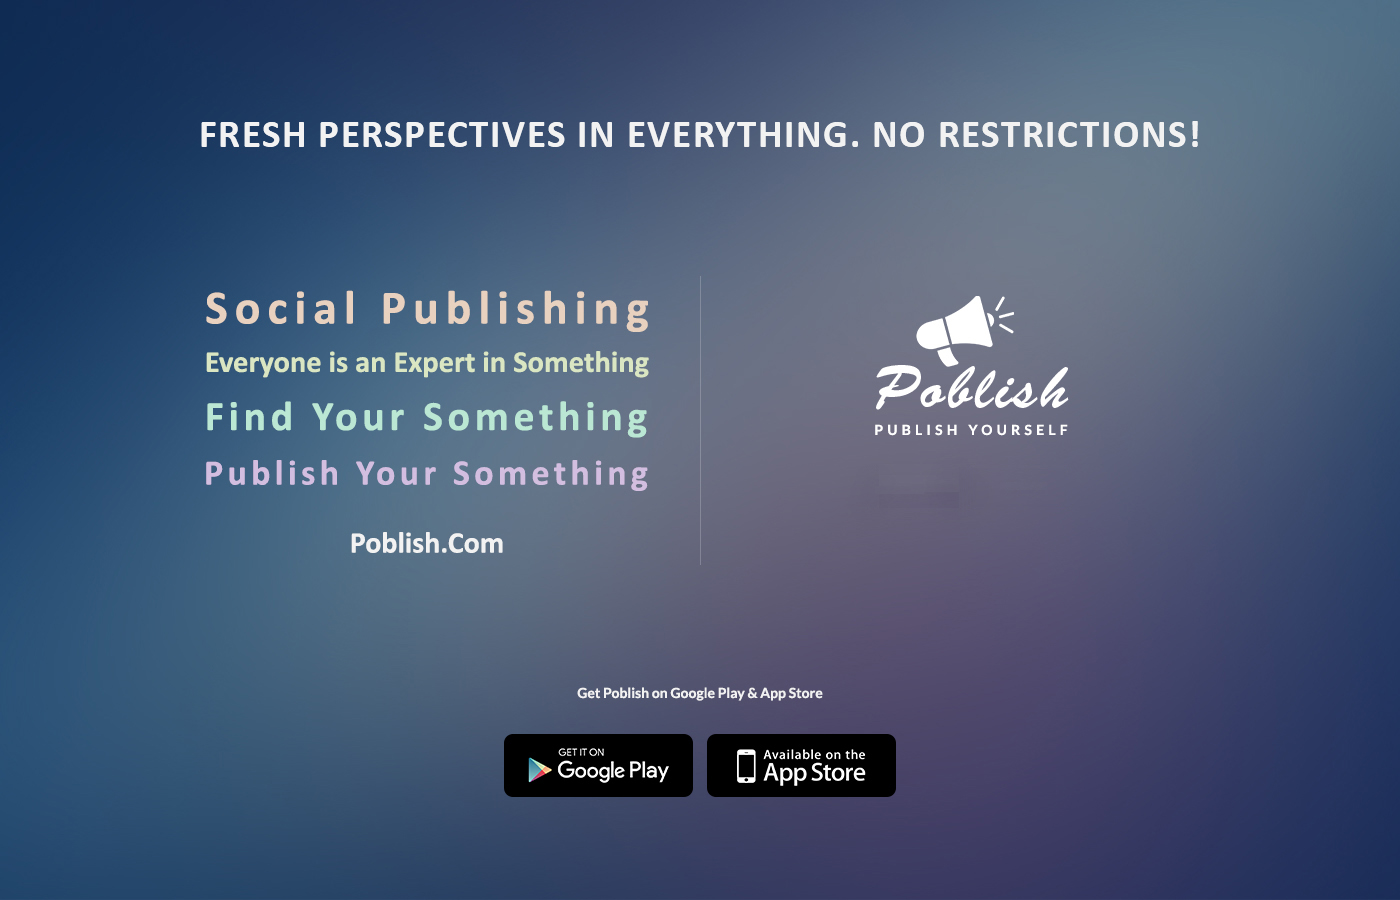 FRESH PERSPECTIVES IN EVERYTHING. NO RESTRICTIONS!
Social Publishing
Everyone is an Expert in Something
Find Your Something
Publish Your Something
Poblish.Com
Poblish
PUBLISH YOURSELF
Get Poblish on Google Play & App Store
GET IT ON
Google Play
Available on the
App Store